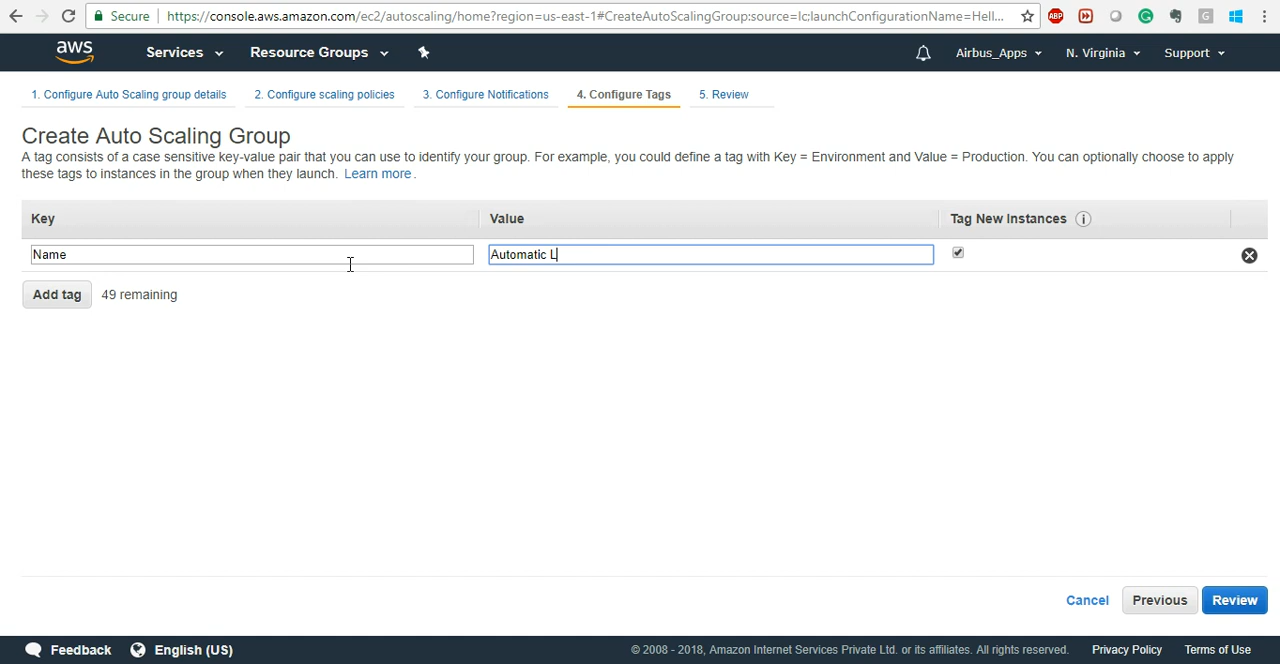 Secure https://console.aws.amazon.com/ec2/autoscaling/home?region=us-east-1#CreateAutoScalingGroup:source=lc;launchConfigurationName=Hell...
ABP
G
aws Services Resource Groups Airbus_Apps N. Virginia Support
1. Configure Auto Scaling group details 2. Configure scaling policies 3. Configure Notifications 4. Configure Tags 5. Review
Create Auto Scaling Group
A tag consists of a case sensitive key-value pair that you can use to identify your group. For example, you could define a tag with Key = Environment and Value = Production. You can optionally choose to apply
these tags to instances in the group when they launch. Learn more.
Key Value Tag New Instances i
Name Automatic L
Add tag 49 remaining
Cancel Previous Review
Feedback English (US) © 2008 - 2018, Amazon Internet Services Private Ltd. or its affiliates. All rights reserved. Privacy Policy Terms of Use